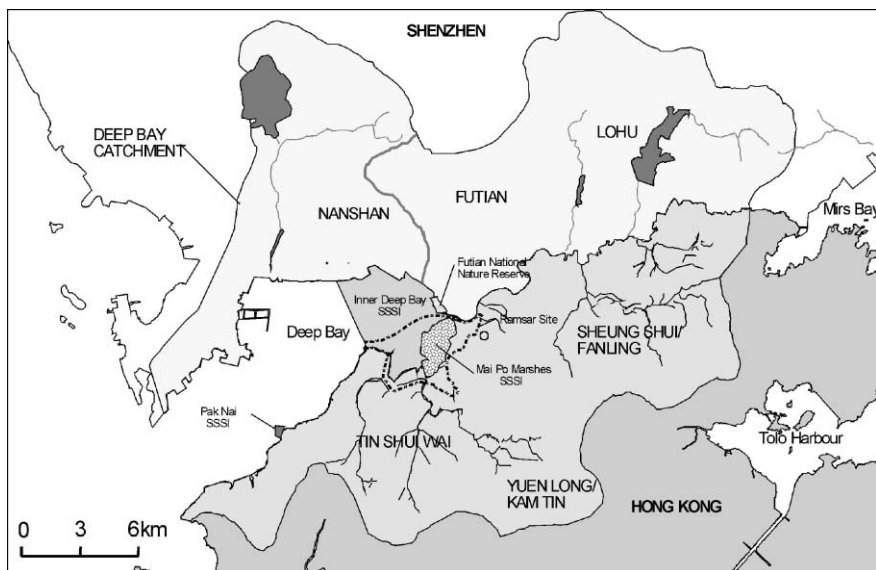 SHENZHEN
DEEP BAY
CATCHMENT
LOHU
NANSHAN
FUTIAN
Mirs Bay
Futian National
Nature Reserve
Inner Deep Bay
SSSI
Ramsar Site
Deep Bay
SHEUNG SHUI/
FANLING
Mai Po Marshes
SSSI
Pak Nai
SSSI
TIN SHUI WAI
Tolo Harbour
YUEN LONG/
KAM TIN
HONG KONG
0 3 6km